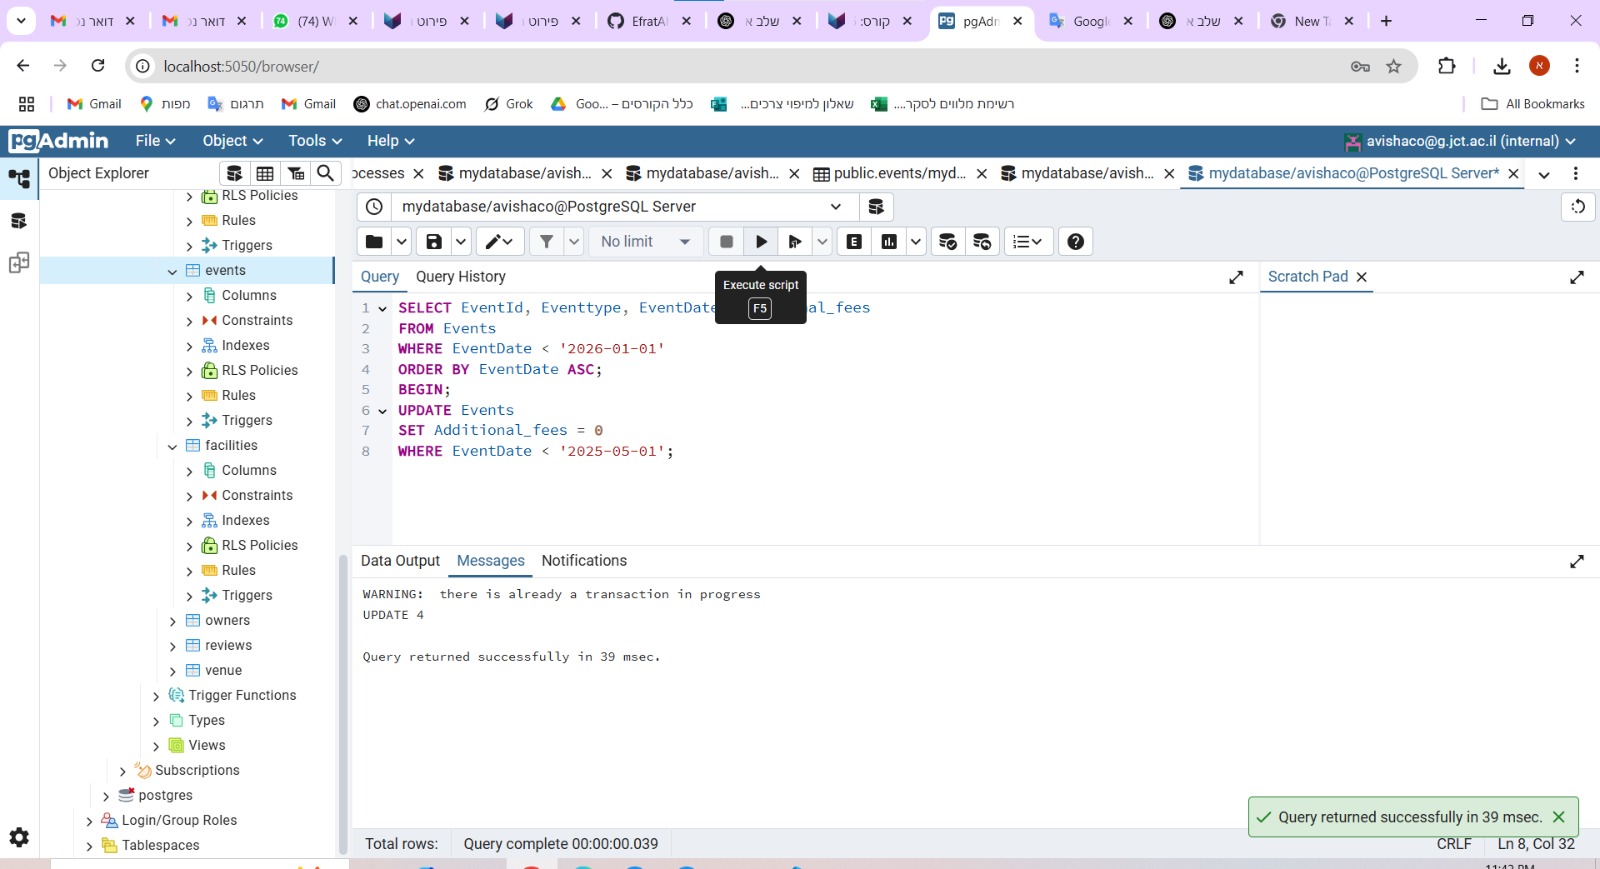 דואר נכ
דואר נכ
(74) W
פירוט
פירוט
EfratA
שלב א
קורס: 
pgAdn
Googl
שלב א
New Ta
localhost:5050/browser/
Gmail
מפות
תרגום
Gmail
chat.openai.com
Grok
כלל הקורסים – Goo...
שאלון למיפוי צרכים...
רשימת מלווים לסקר...
All Bookmarks
pgAdmin
File
Object
Tools
Help
avishaco@g.jct.ac.il (internal)
Object Explorer
ocesses
mydatabase/avish...
mydatabase/avish...
public.events/myd...
mydatabase/avish...
mydatabase/avishaco@PostgreSQL Server*
mydatabase/avishaco@PostgreSQL Server
No limit
E
Query
Query History
Execute script
F5
Scratch Pad
1 SELECT EventId, Eventtype, EventDate al_fees
2 FROM Events
3 WHERE EventDate < '2026-01-01'
4 ORDER BY EventDate ASC;
5 BEGIN;
6 UPDATE Events
7 SET Additional_fees = 0
8 WHERE EventDate < '2025-05-01';
RLS Policies
Rules
Triggers
events
Columns
Constraints
Indexes
RLS Policies
Rules
Triggers
facilities
Columns
Constraints
Indexes
RLS Policies
Rules
Triggers
owners
reviews
venue
Trigger Functions
Types
Views
Subscriptions
postgres
Login/Group Roles
Tablespaces
Data Output
Messages
Notifications
WARNING:  there is already a transaction in progress
UPDATE 4
Query returned successfully in 39 msec.
Query returned successfully in 39 msec.
Total rows:
Query complete 00:00:00.039
CRLF
Ln 8, Col 32